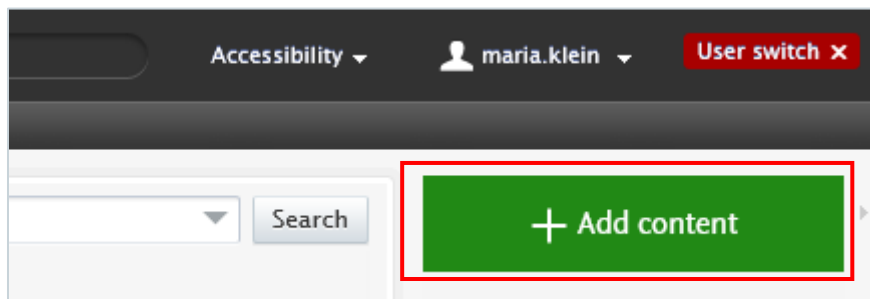 Accessibility
maria.klein
User switch ×
Search
+ Add content